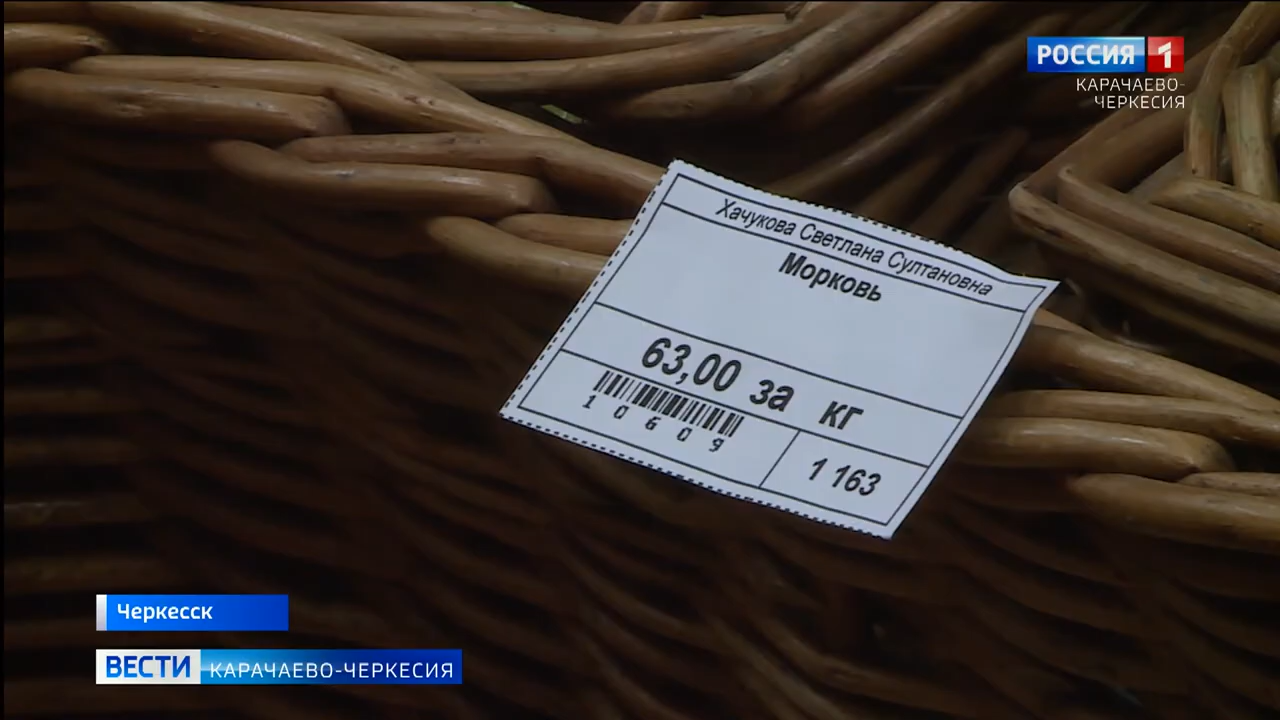 РОССИЯ 1
КАРАЧАЕВО-
ЧЕРКЕСИЯ
Хачукова Светлана Султановна
Морковь
63,00 за кг
10609
1 163
Черкесск
ВЕСТИ КАРАЧАЕВО-ЧЕРКЕСИЯ